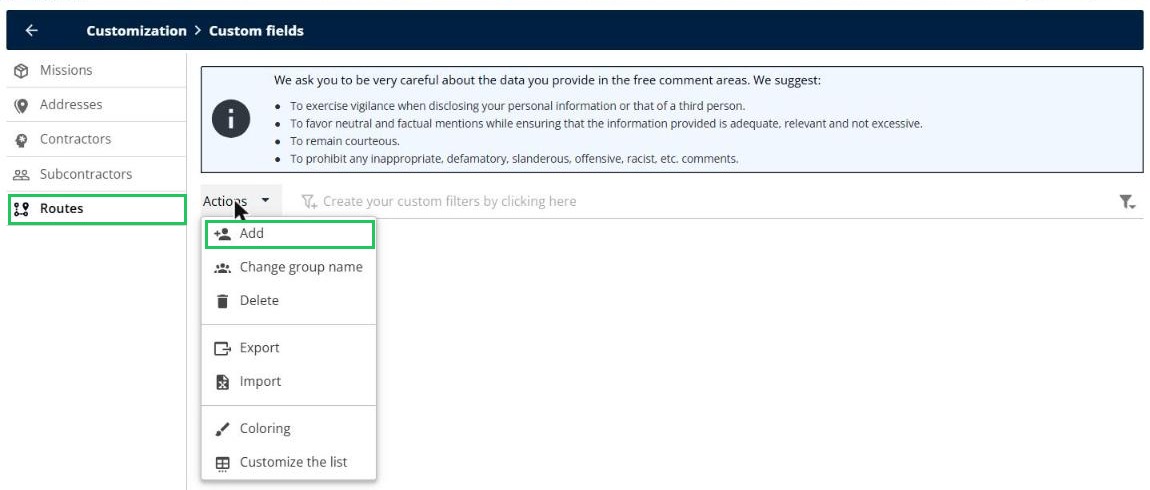 Customization > Custom fields
Missions
Addresses
Contractors
Subcontractors
Routes
We ask you to be very careful about the data you provide in the free comment areas. We suggest:
• To exercise vigilance when disclosing your personal information or that of a third person.
• To favor neutral and factual mentions while ensuring that the information provided is adequate, relevant and not excessive.
• To remain courteous.
• To prohibit any inappropriate, defamatory, slanderous, offensive, racist, etc. comments.
Actions
Create your custom filters by clicking here
Add
Change group name
Delete
Export
Import
Coloring
Customize the list